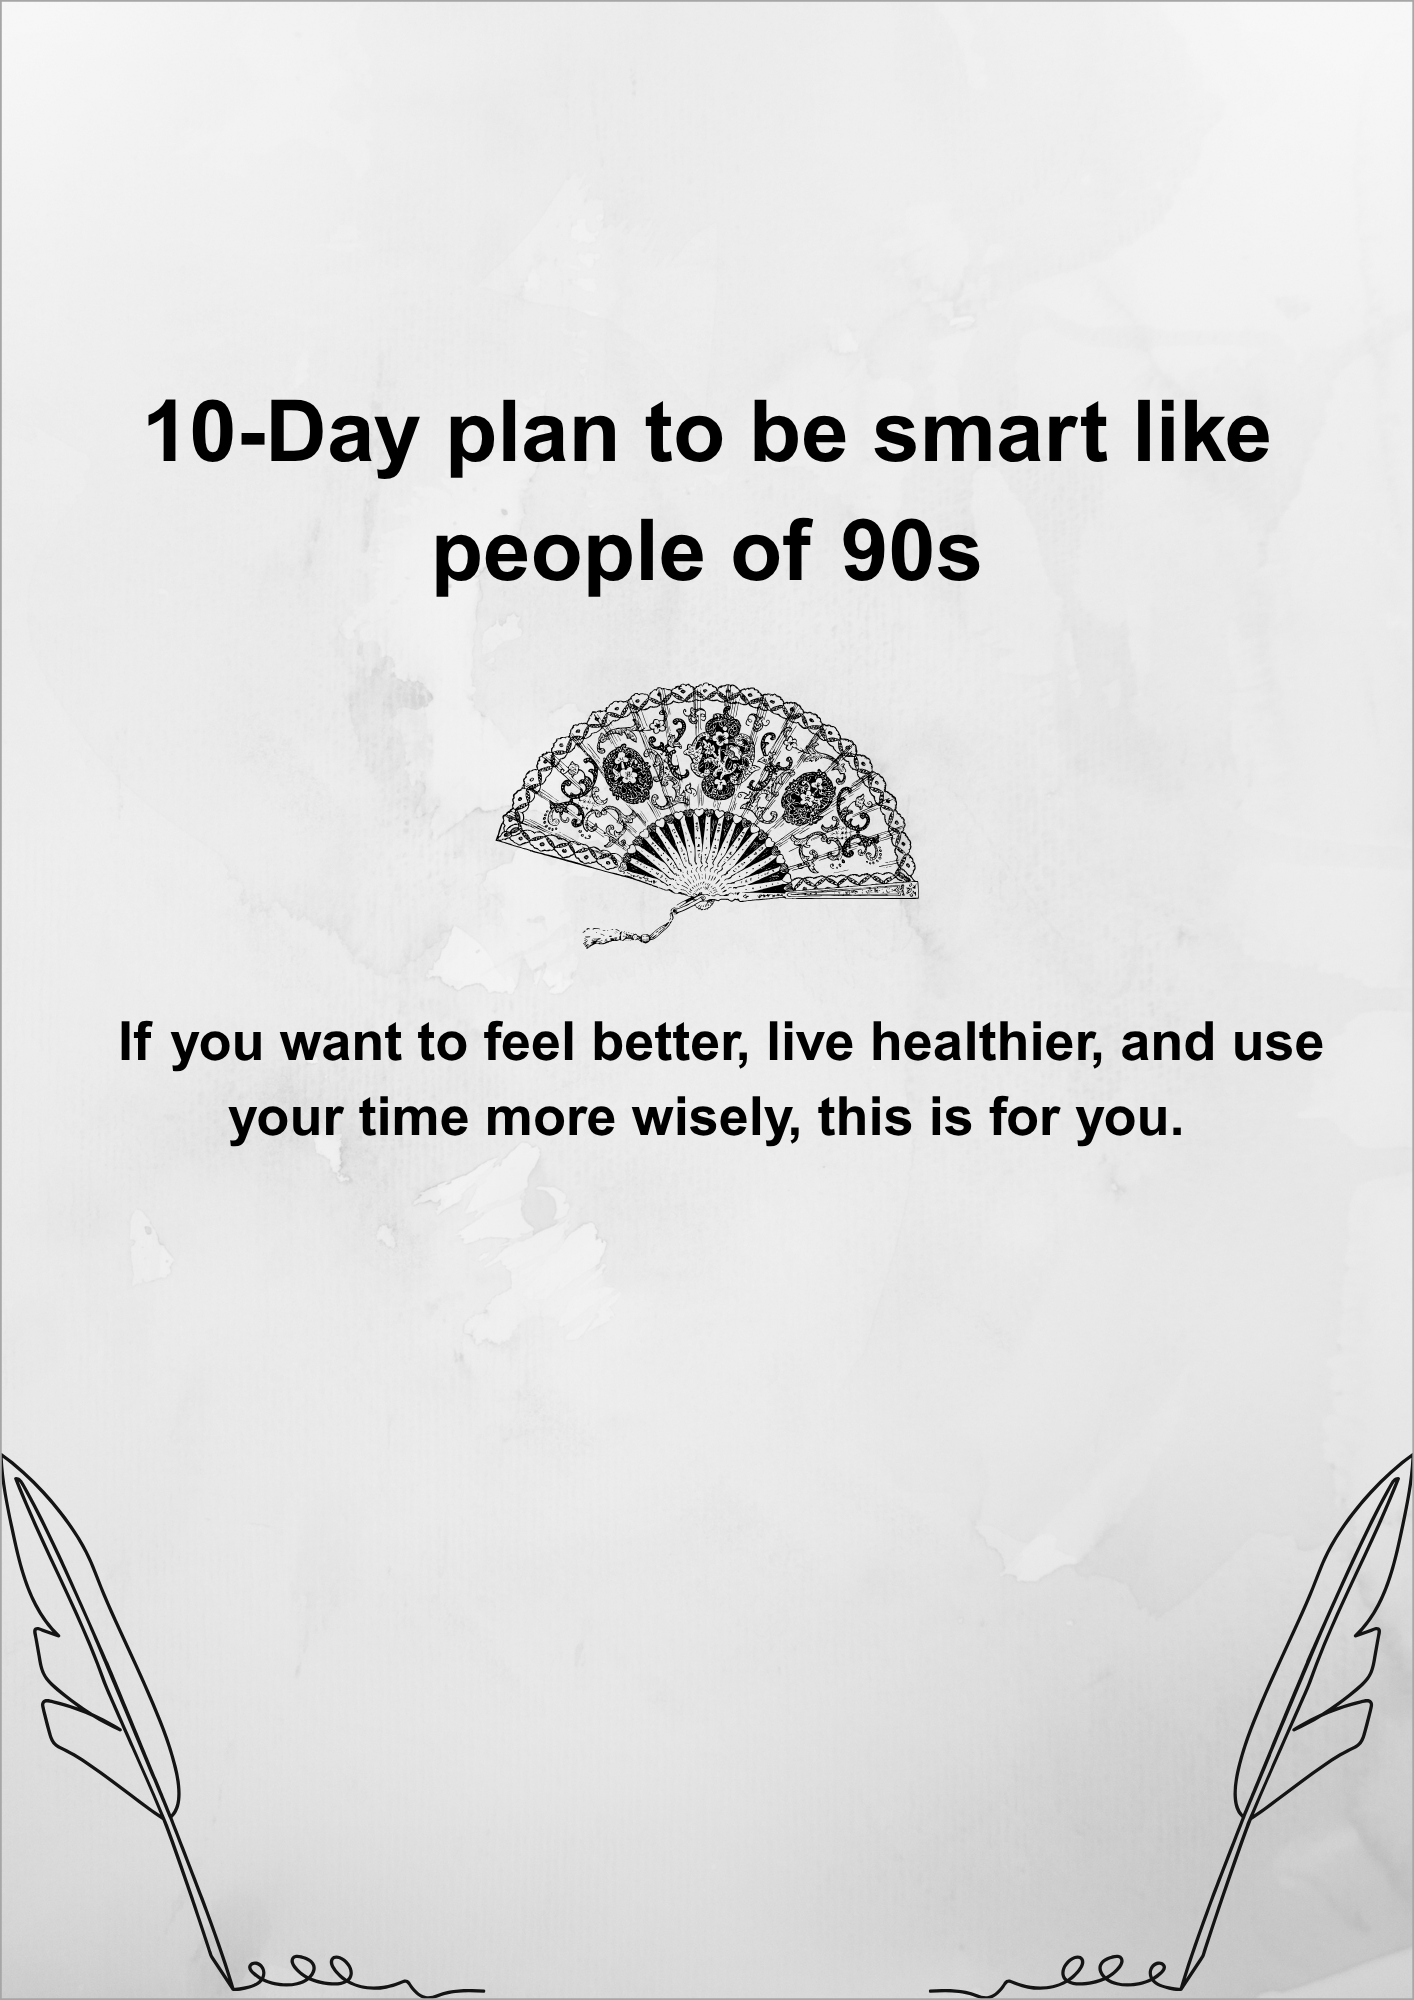 10-Day plan to be smart like
people of 90s
If you want to feel better, live healthier, and use
your time more wisely, this is for you.